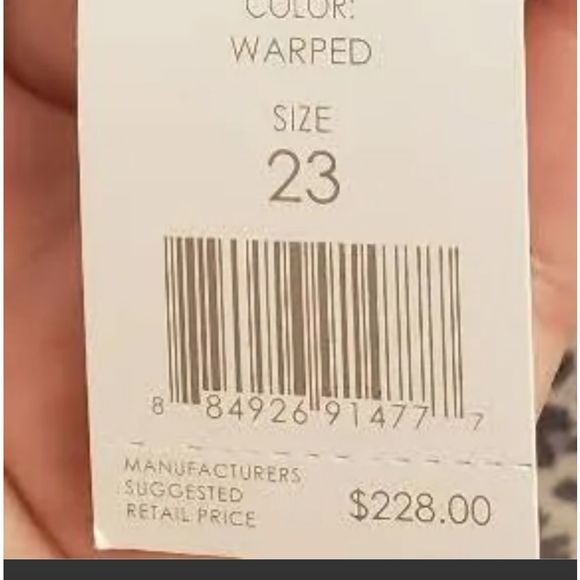 COLOR:
WARPED
SIZE
23
8 84926 91477 7
MANUFACTURERS
SUGGESTED
RETAIL PRICE
$228.00